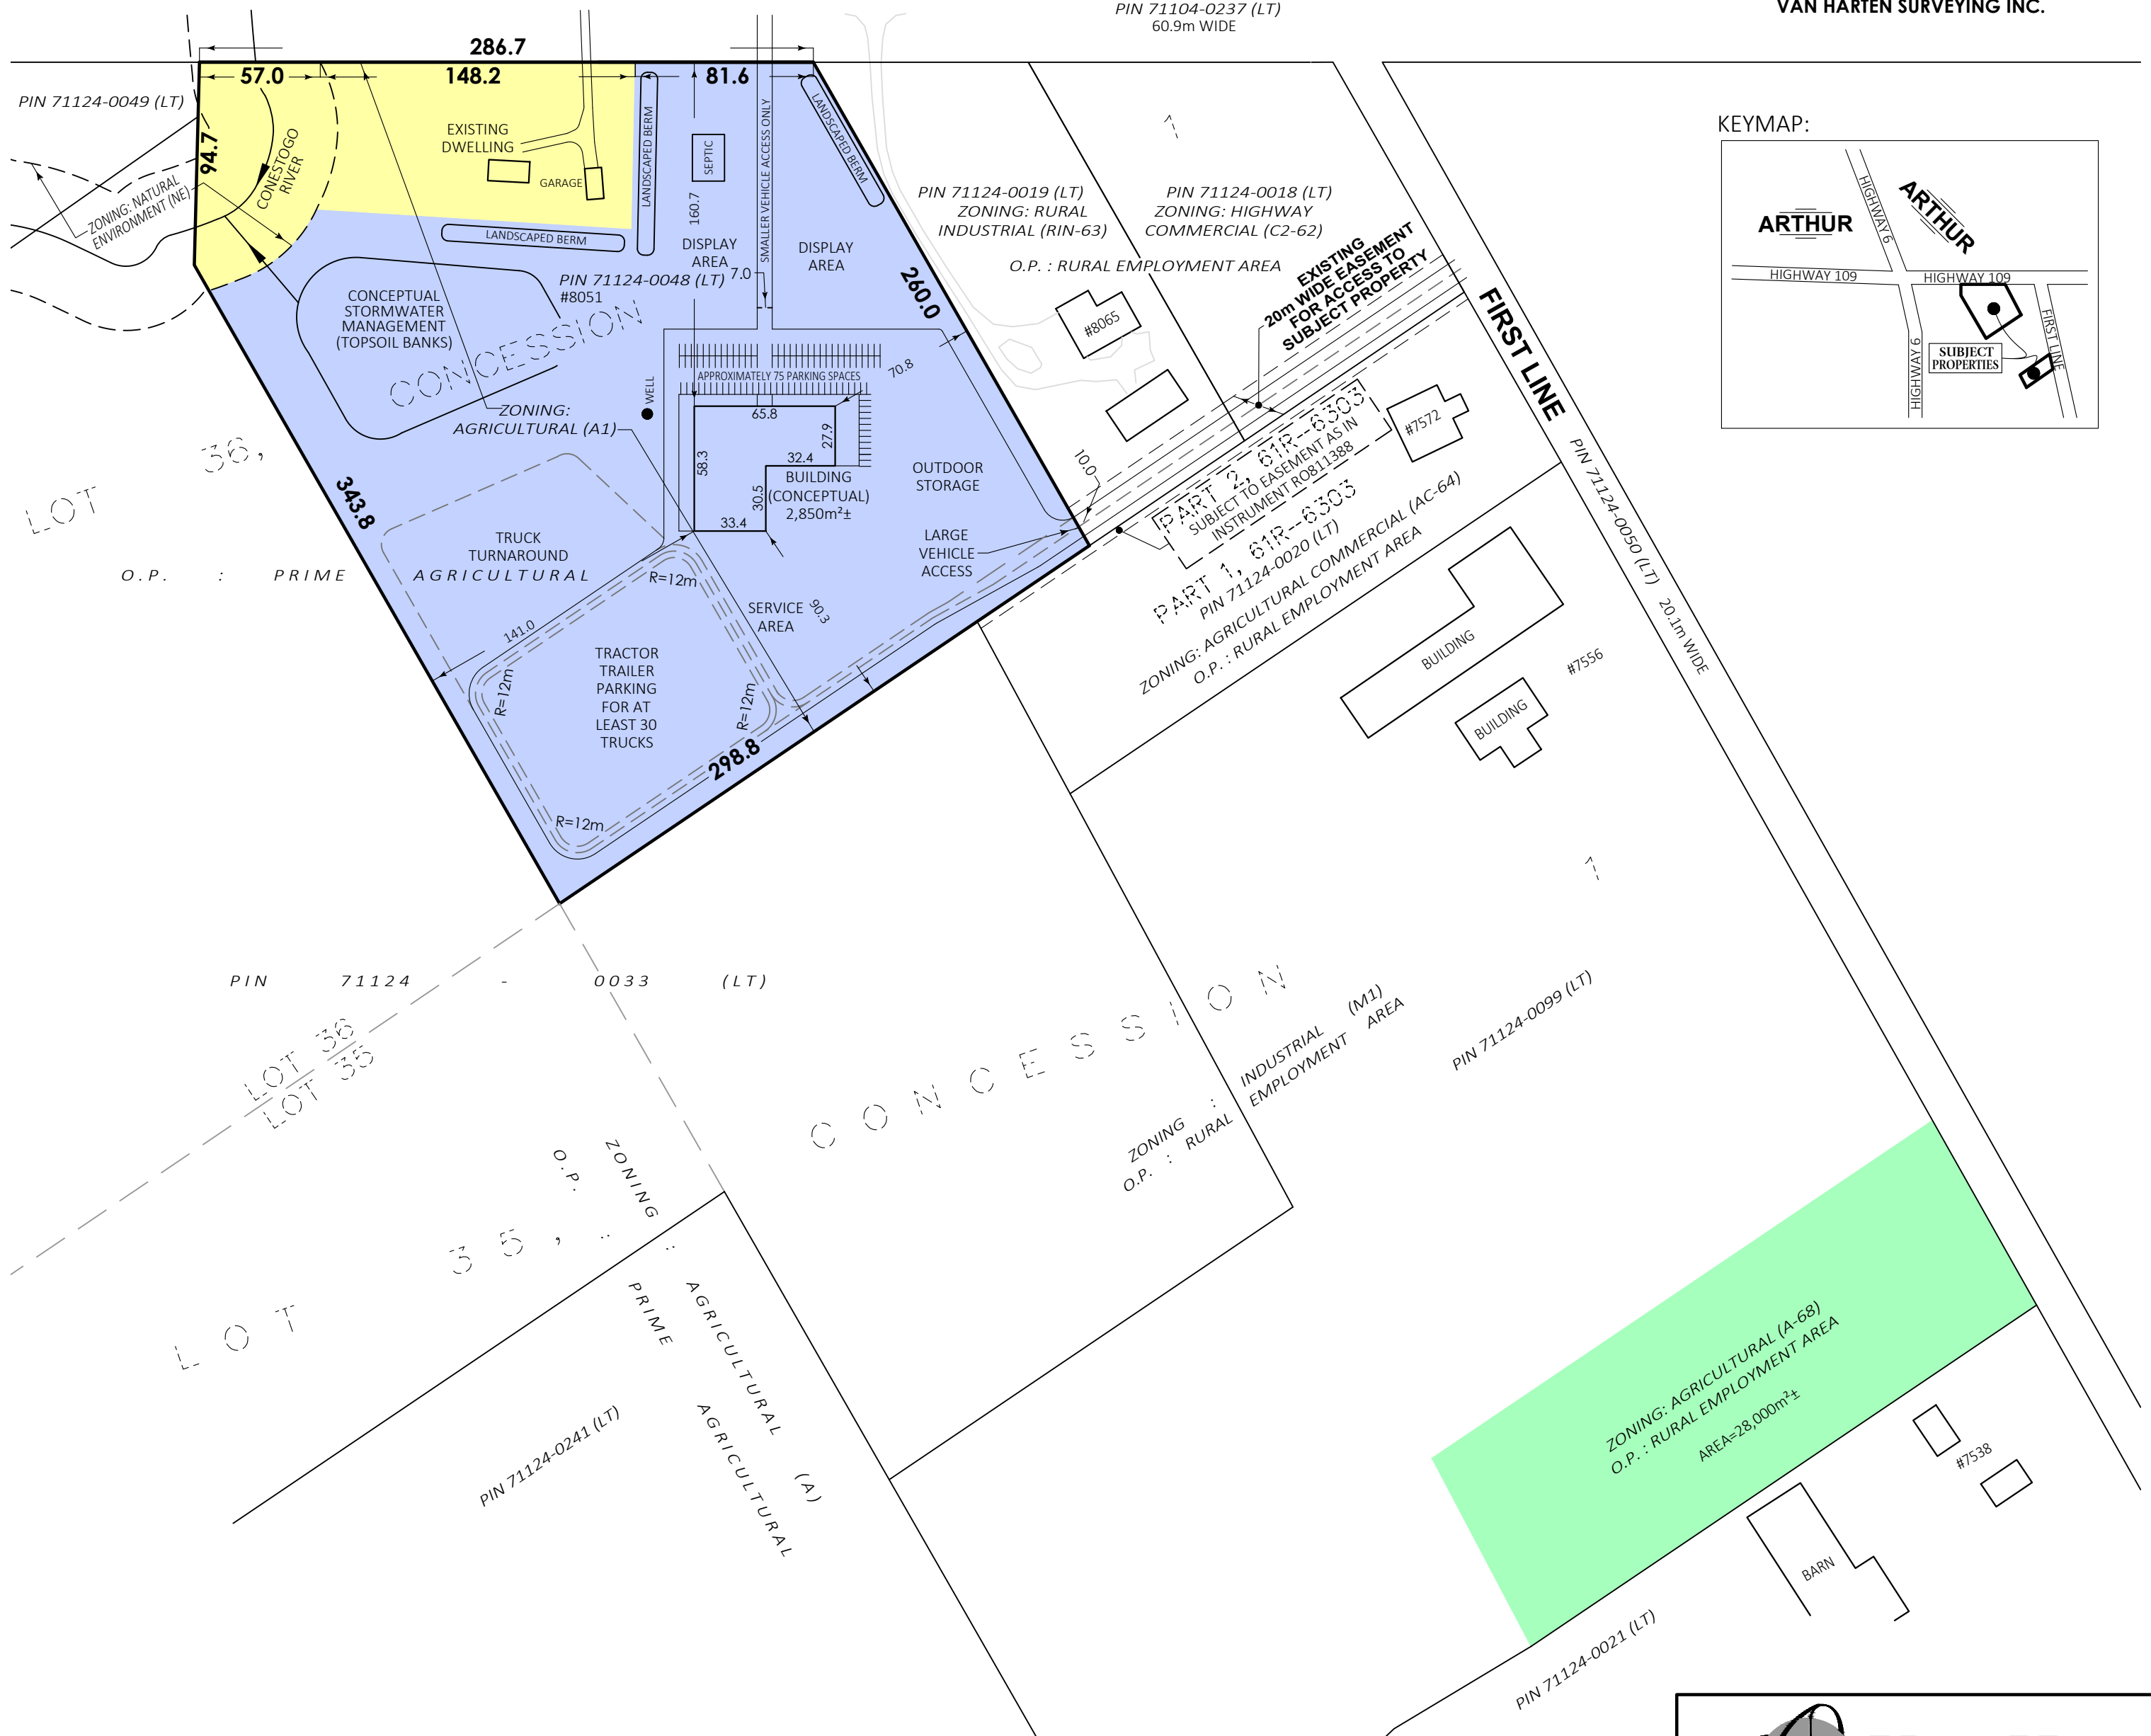 PIN 71104-0237 (LT)
60.9m WIDE
VAN HARTEN SURVEYING INC.
286.7
57.0
148.2
81.6
PIN 71124-0049 (LT)
94.7
CONESTOGO
RIVER
ZONING: NATURAL
ENVIRONMENT (NE)
EXISTING
DWELLING
GARAGE
LANDSCAPED BERM
LANDSCAPED BERM
LANDSCAPED BERM
SEPTIC
160.7
SMALLER VEHICLE ACCESS ONLY
DISPLAY
AREA
DISPLAY
AREA
7.0
PIN 71124-0048 (LT)
#8051
260.0
CONCEPTUAL
STORMWATER
MANAGEMENT
(TOPSOIL BANKS)
CONCESSION
7
PIN 71124-0019 (LT)
ZONING: RURAL
INDUSTRIAL (RIN-63)
PIN 71124-0018 (LT)
ZONING: HIGHWAY
COMMERCIAL (C2-62)
O.P. : RURAL EMPLOYMENT AREA
#8065
EXISTING
20m WIDE EASEMENT
FOR ACCESS TO
SUBJECT PROPERTY
KEYMAP:
ARTHUR
ARTHUR
HIGHWAY 6
HIGHWAY 109
HIGHWAY 109
HIGHWAY 6
FIRST LINE
SUBJECT
PROPERTIES
FIRST LINE
PIN 71124-0050 (LT)
20.1m WIDE
APPROXIMATELY 75 PARKING SPACES
70.8
WELL
ZONING:
AGRICULTURAL (A1)
65.8
27.9
58.3
32.4
30.5
33.4
BUILDING
(CONCEPTUAL)
2,850m²±
OUTDOOR
STORAGE
10.0
LARGE
VEHICLE
ACCESS
LOT
36,
343.8
O.P. : PRIME AGRICULTURAL
TRUCK
TURNAROUND
R=12m
SERVICE
AREA
90.3
141.0
R=12m
TRACTOR
TRAILER
PARKING
FOR AT
LEAST 30
TRUCKS
R=12m
298.8
R=12m
PART 2, 61R-6303
SUBJECT TO EASEMENT AS IN
INSTRUMENT RO811388
PART 1, 61R-6303
PIN 71124-0020 (LT)
ZONING: AGRICULTURAL COMMERCIAL (AC-64)
O.P. : RURAL EMPLOYMENT AREA
#7572
BUILDING
#7556
BUILDING
PIN 71124 - 0033 (LT)
LOT 36
LOT 35
LOT 35,
CONCESSION
7
ZONING : INDUSTRIAL (M1)
O.P. : RURAL EMPLOYMENT AREA
PIN 71124-0099 (LT)
ZONING : AGRICULTURAL (A)
O.P. : PRIME AGRICULTURAL
PIN 71124-0241 (LT)
ZONING: AGRICULTURAL (A-68)
O.P. : RURAL EMPLOYMENT AREA
AREA=28,000m²±
#7538
BARN
PIN 71124-0021 (LT)